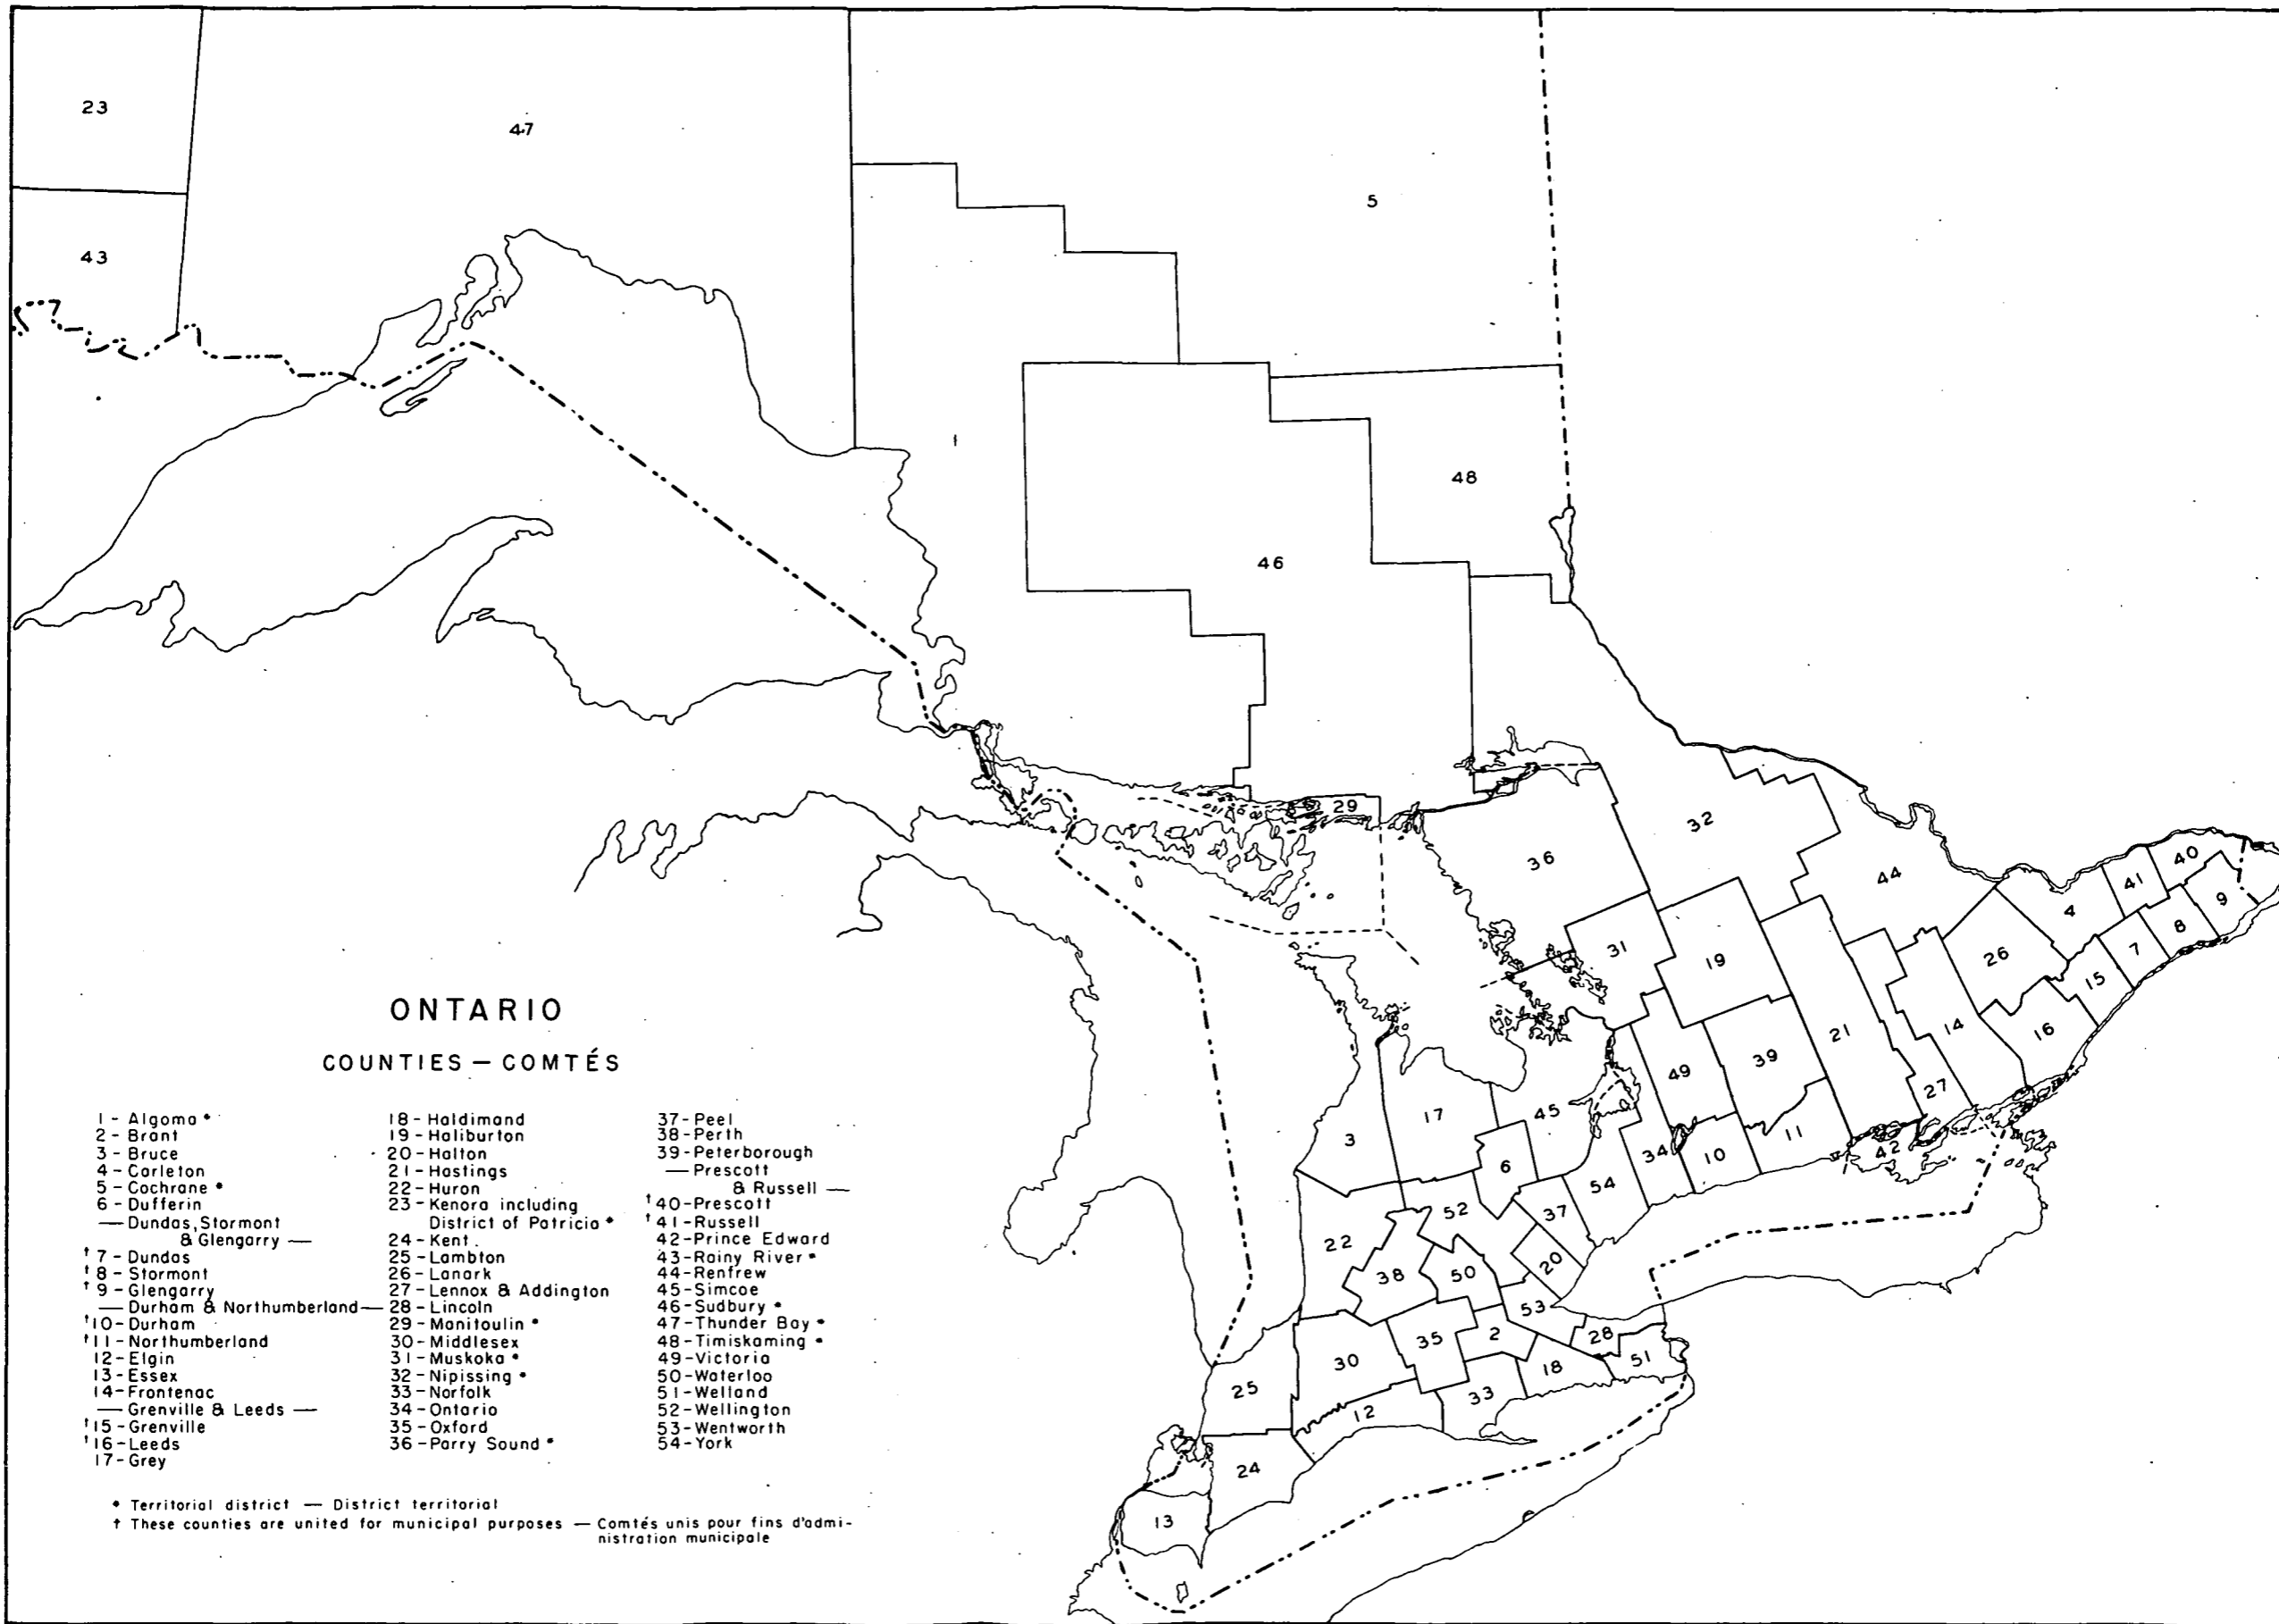 23
47
5
43
1
48
46
29
32
36
40
44
41
9
4
8
31
7
26
19
15
21
14
16
39
49
27
17
45
11
3
42
34
6
10
54
52
37
22
20
38
50
53
28
35
2
51
30
18
25
33
12
24
13
ONTARIO
COUNTIES — COMTÉS
1 - Algoma •
2 - Brant
3 - Bruce
4 - Carleton
5 - Cochrane •
6 - Dufferin
— Dundas, Stormont
& Glengarry —
† 7 - Dundas
† 8 - Stormont
† 9 - Glengarry
— Durham & Northumberland —
† 10 - Durham
† 11 - Northumberland
12 - Elgin
13 - Essex
14 - Frontenac
— Grenville & Leeds —
† 15 - Grenville
† 16 - Leeds
17 - Grey
18 - Haldimand
19 - Haliburton
20 - Halton
21 - Hastings
22 - Huron
23 - Kenora including
District of Patricia •
24 - Kent
25 - Lambton
26 - Lanark
27 - Lennox & Addington
28 - Lincoln
29 - Manitoulin •
30 - Middlesex
31 - Muskoka •
32 - Nipissing •
33 - Norfolk
34 - Ontario
35 - Oxford
36 - Parry Sound •
37 - Peel
38 - Perth
39 - Peterborough
— Prescott
& Russell —
† 40 - Prescott
† 41 - Russell
42 - Prince Edward
43 - Rainy River •
44 - Renfrew
45 - Simcoe
46 - Sudbury •
47 - Thunder Bay •
48 - Timiskaming •
49 - Victoria
50 - Waterloo
51 - Welland
52 - Wellington
53 - Wentworth
54 - York
• Territorial district — District territorial
† These counties are united for municipal purposes — Comtés unis pour fins d'admi-
nistration municipale